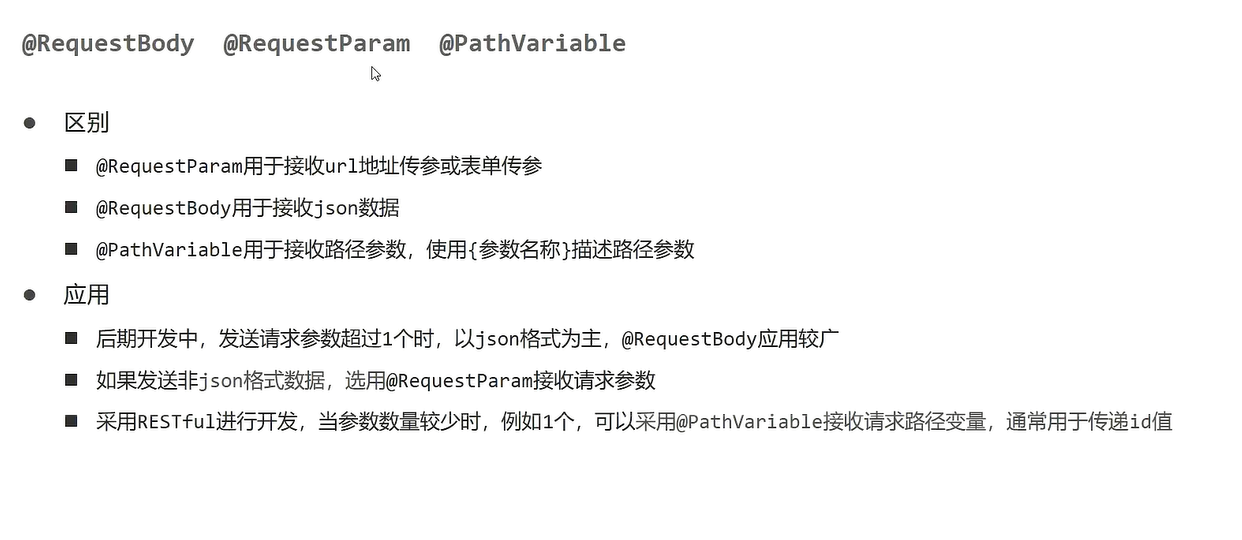 @RequestBody @RequestParam @PathVariable
区别
@RequestParam用于接收url地址传参或表单传参
@RequestBody用于接收json数据
@PathVariable用于接收路径参数，使用{参数名称}描述路径参数
应用
后期开发中，发送请求参数超过1个时，以json格式为主，@RequestBody应用较广
如果发送非json格式数据，选用@RequestParam接收请求参数
采用RESTful进行开发，当参数数量较少时，例如1个，可以采用@PathVariable接收请求路径变量，通常用于传递id值